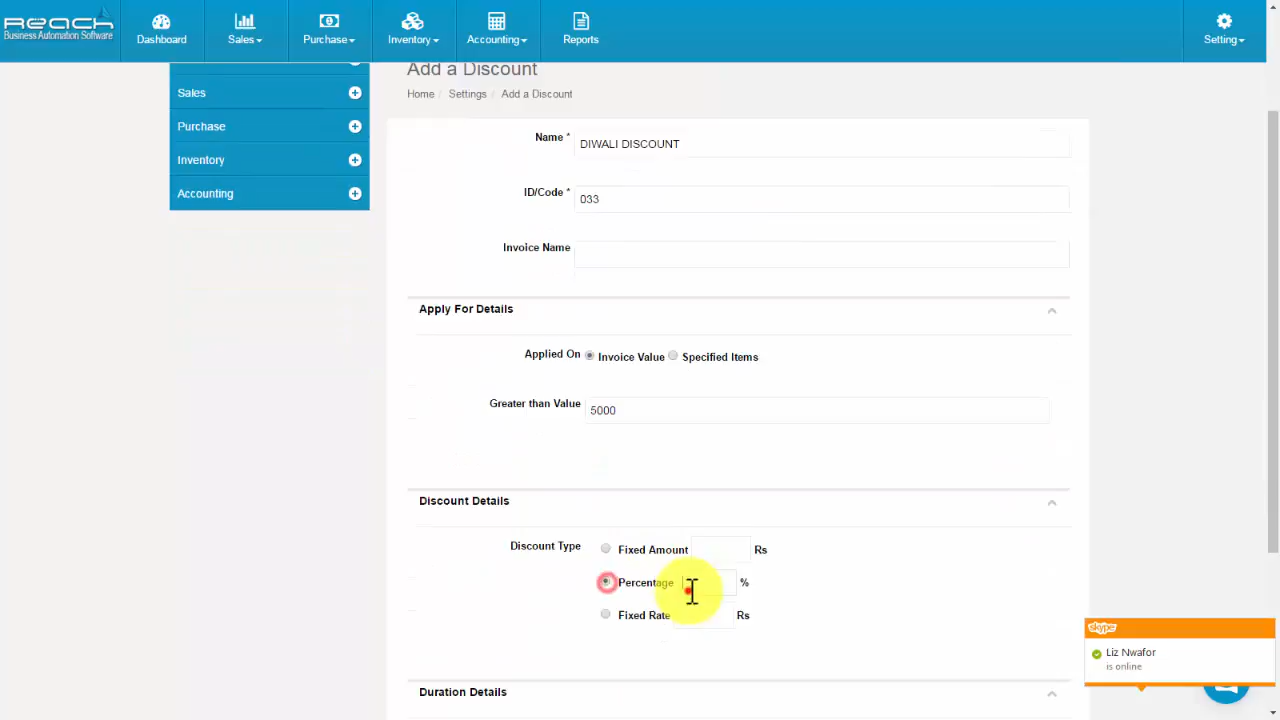 REACH
Business Automation Software
Dashboard
Sales
Purchase
Inventory
Accounting
Reports
Setting
Sales
Purchase
Inventory
Accounting
Add a Discount
Home / Settings / Add a Discount
Name * DIWALI DISCOUNT
ID/Code * 033
Invoice Name
Apply For Details
Applied On Invoice Value Specified Items
Greater than Value 5000
Discount Details
Discount Type Fixed Amount Rs
Percentage %
Fixed Rate Rs
Duration Details
skype
Liz Nwafor
is online